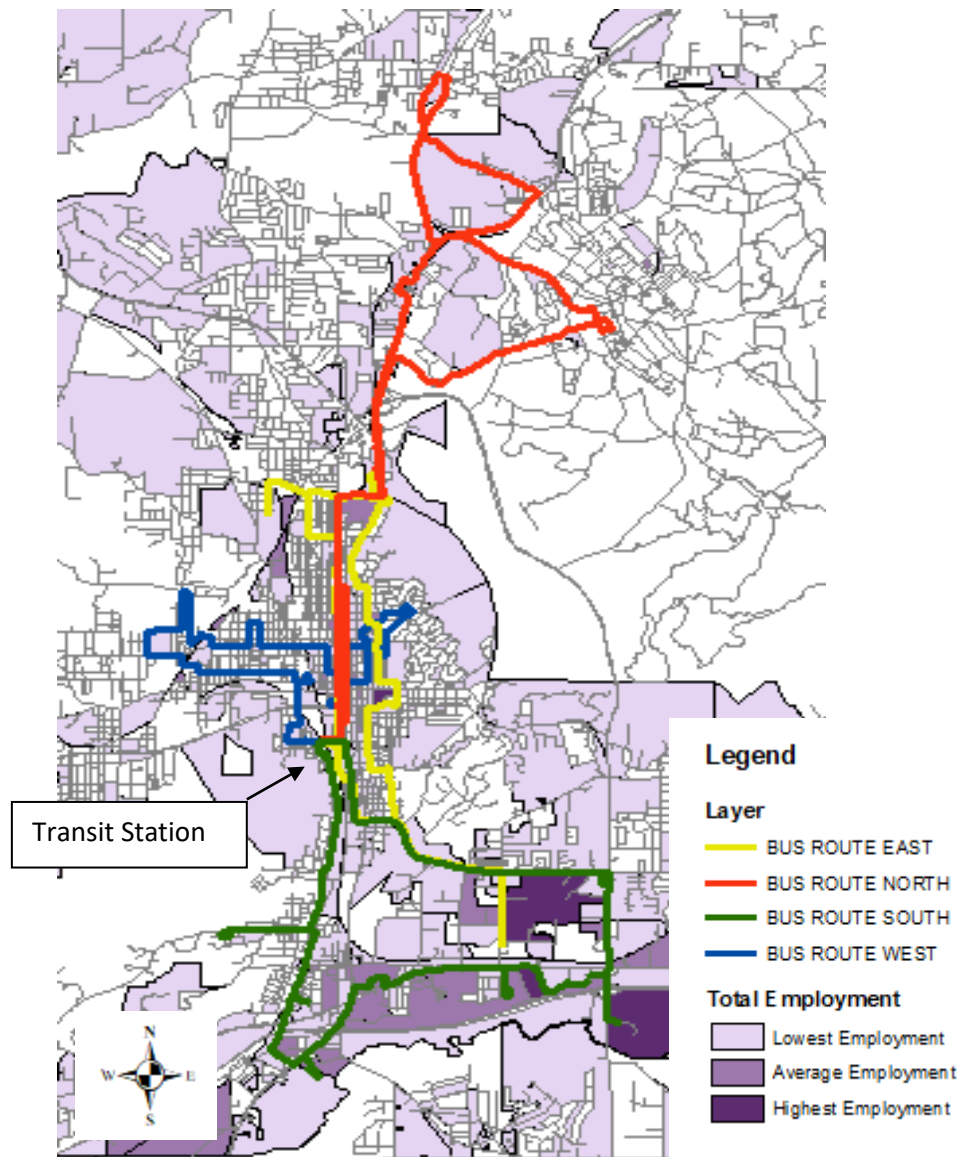 Transit Station
N
W E
S
Legend
Layer
BUS ROUTE EAST
BUS ROUTE NORTH
BUS ROUTE SOUTH
BUS ROUTE WEST
Total Employment
Lowest Employment
Average Employment
Highest Employment